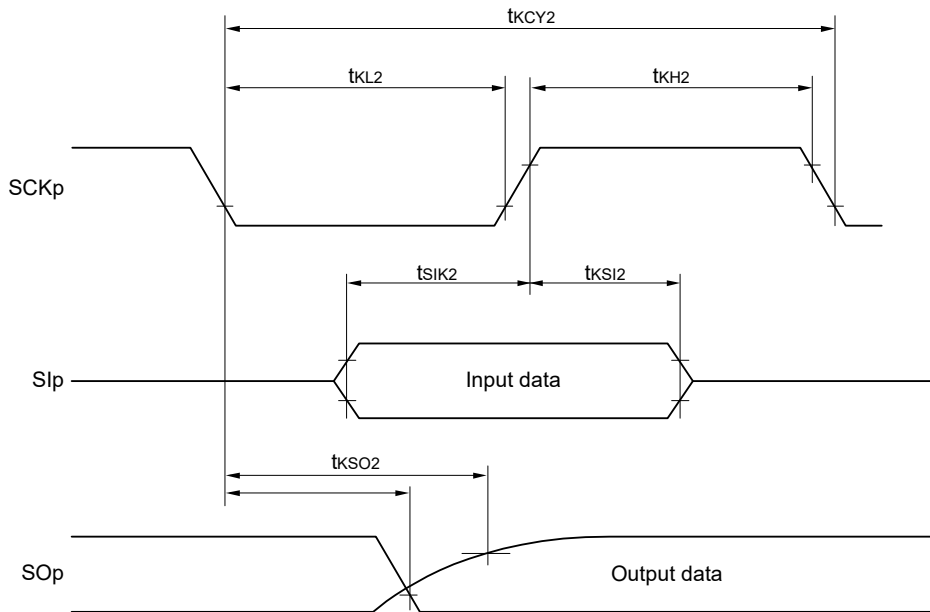 tKCY2
tKL2
tKH2
SCKp
tSIK2
tKSI2
SIp
Input data
tKSO2
SOp
Output data